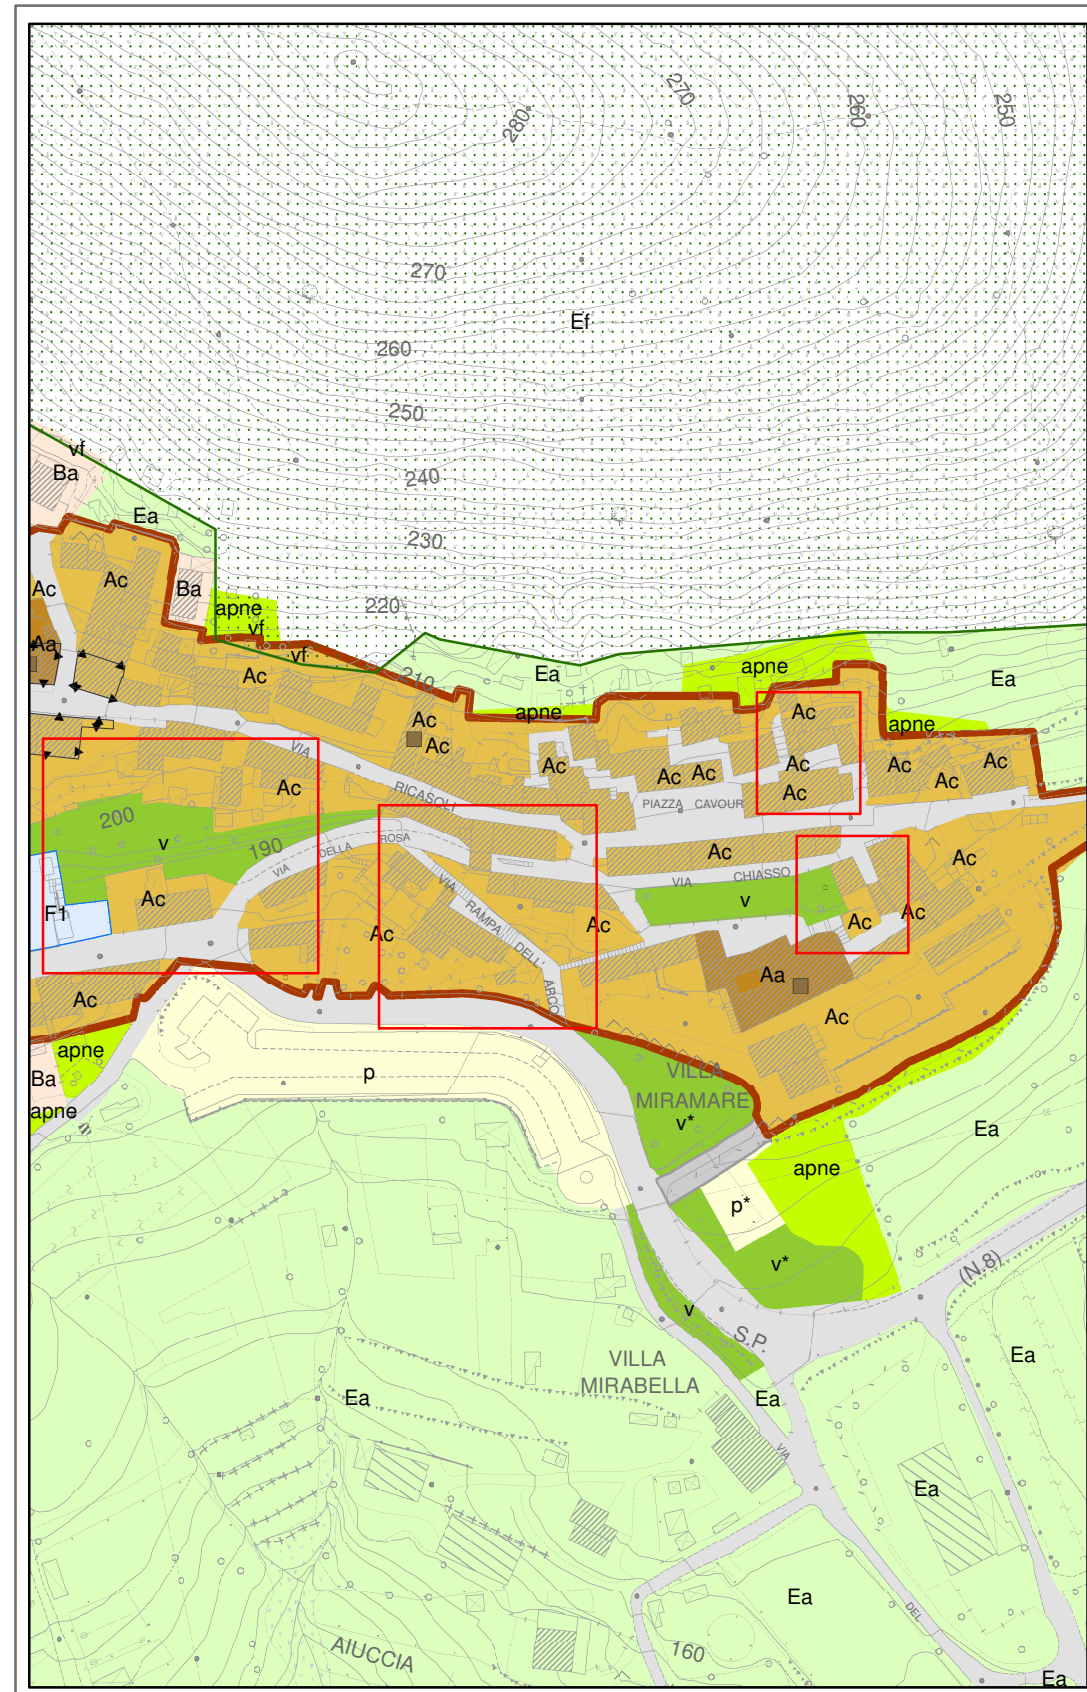 270
260
250
280
270
Ef
260
250
vf
Ba
240
Ea
230
Ac
Ac
Ba
apne
220
vf
Aa
vf
Ea
apne
Ac
210
Ea
apne
Ac
Ac
apne
Ac
VIA
Ac
Ac
Ac
Ac
Ac
Ac
Ac
Ac
RICASOLI
PIAZZA CAVOUR
Ac
200
ROSA
190
DELLA
VIA
v
Ac
Ac
VIA CHIASSO
VIA
Ac
v
F1
RAMPA
Ac
Ac
Ac
Ac
DELL'
Aa
ARCO
Ac
Ac
apne
p
VILLA
Ba
MIRAMARE
apne
v*
Ea
apne
p*
v*
(N.8)
v
S.P.
VILLA
MIRABELLA
Ea
Ea
Ea
VIA
Ea
Ea
DEL
AIUCCIA
160
Ea